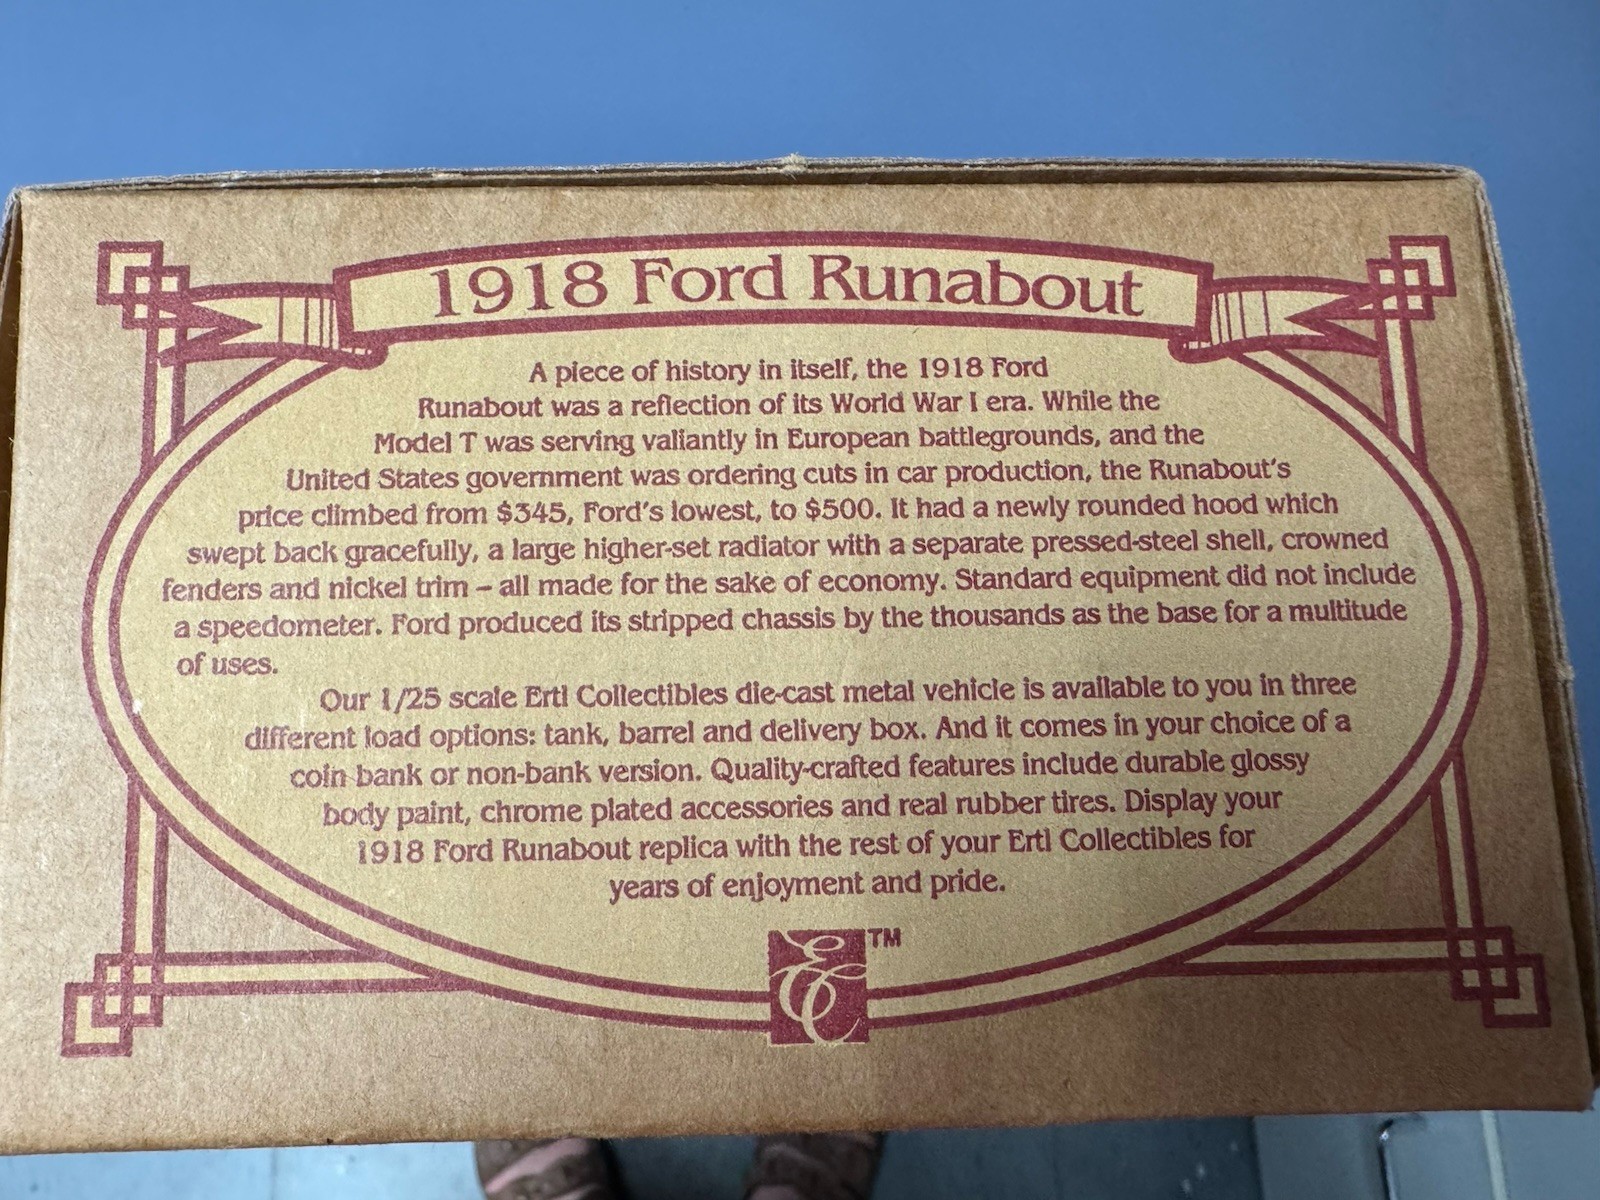 1918 Ford Runabout
A piece of history in itself, the 1918 Ford
Runabout was a reflection of its World War I era. While the
Model T was serving valiantly in European battlegrounds, and the
United States government was ordering cuts in car production, the Runabout's
price climbed from $345, Ford's lowest, to $500. It had a newly rounded hood which
swept back gracefully, a large higher-set radiator with a separate pressed-steel shell, crowned
fenders and nickel trim – all made for the sake of economy. Standard equipment did not include
a speedometer. Ford produced its stripped chassis by the thousands as the base for a multitude
of uses.
Our 1/25 scale Ertl Collectibles die-cast metal vehicle is available to you in three
different load options: tank, barrel and delivery box. And it comes in your choice of a
coin bank or non-bank version. Quality-crafted features include durable glossy
body paint, chrome plated accessories and real rubber tires. Display your
1918 Ford Runabout replica with the rest of your Ertl Collectibles for
years of enjoyment and pride.
EC TM